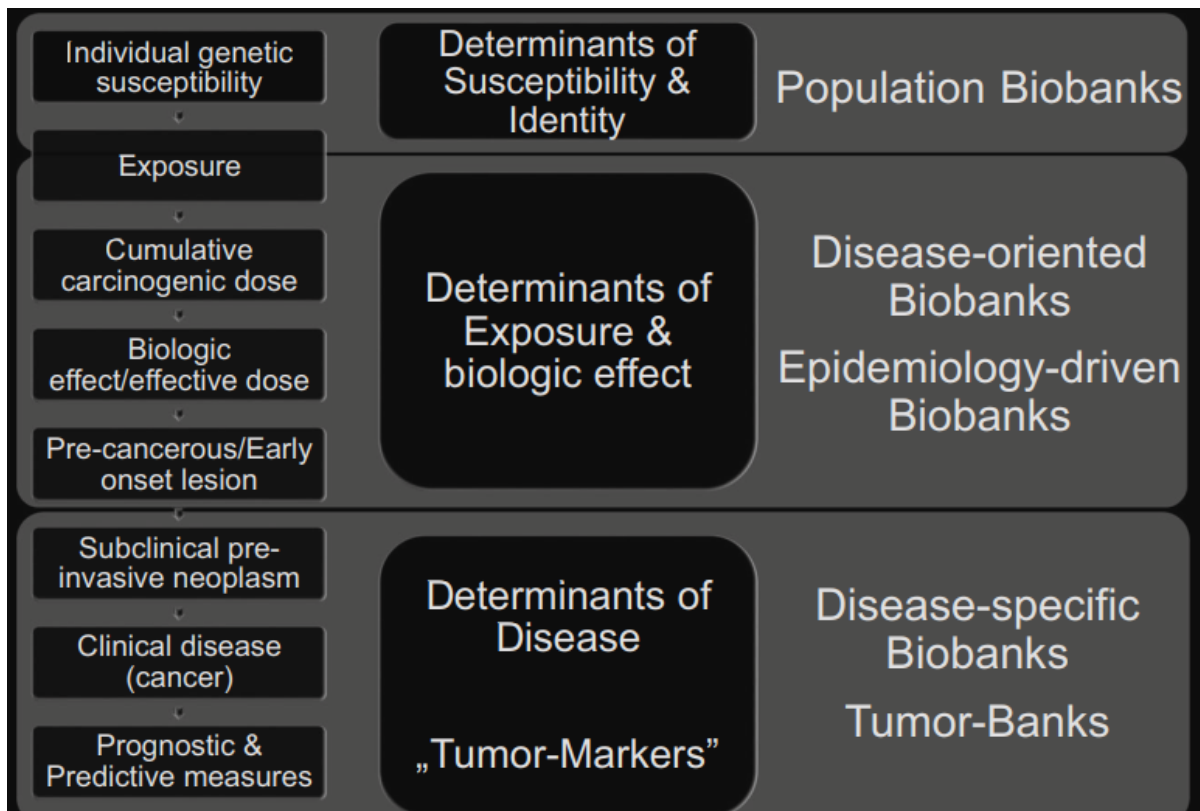 Individual genetic
susceptibility
Determinants of
Susceptibility &
Identity
Population Biobanks
Exposure
Cumulative
carcinogenic dose
Biologic
effect/effective dose
Pre-cancerous/Early
onset lesion
Determinants of
Exposure &
biologic effect
Disease-oriented
Biobanks
Epidemiology-driven
Biobanks
Subclinical pre-
invasive neoplasm
Clinical disease
(cancer)
Prognostic &
Predictive measures
Determinants of
Disease
„Tumor-Markers”
Disease-specific
Biobanks
Tumor-Banks